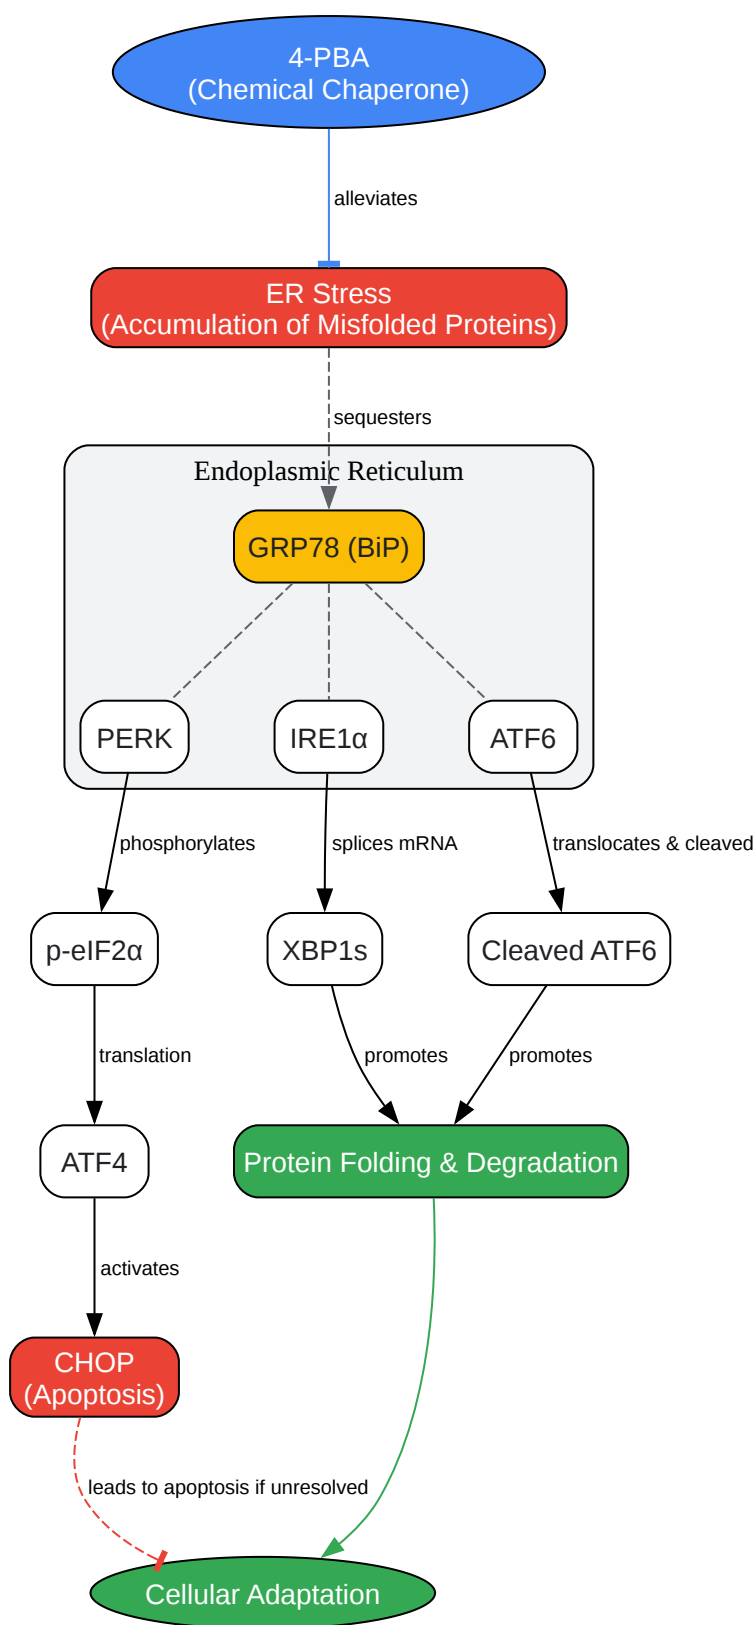 4-PBA
(Chemical Chaperone)
alleviates
ER Stress
(Accumulation of Misfolded Proteins)
sequesters
Endoplasmic Reticulum
GRP78 (BiP)
PERK
IRE1α
ATF6
phosphorylates
splices mRNA
translocates & cleaved
p-eIF2α
XBP1s
Cleaved ATF6
translation
promotes
promotes
ATF4
Protein Folding & Degradation
activates
CHOP
(Apoptosis)
leads to apoptosis if unresolved
Cellular Adaptation